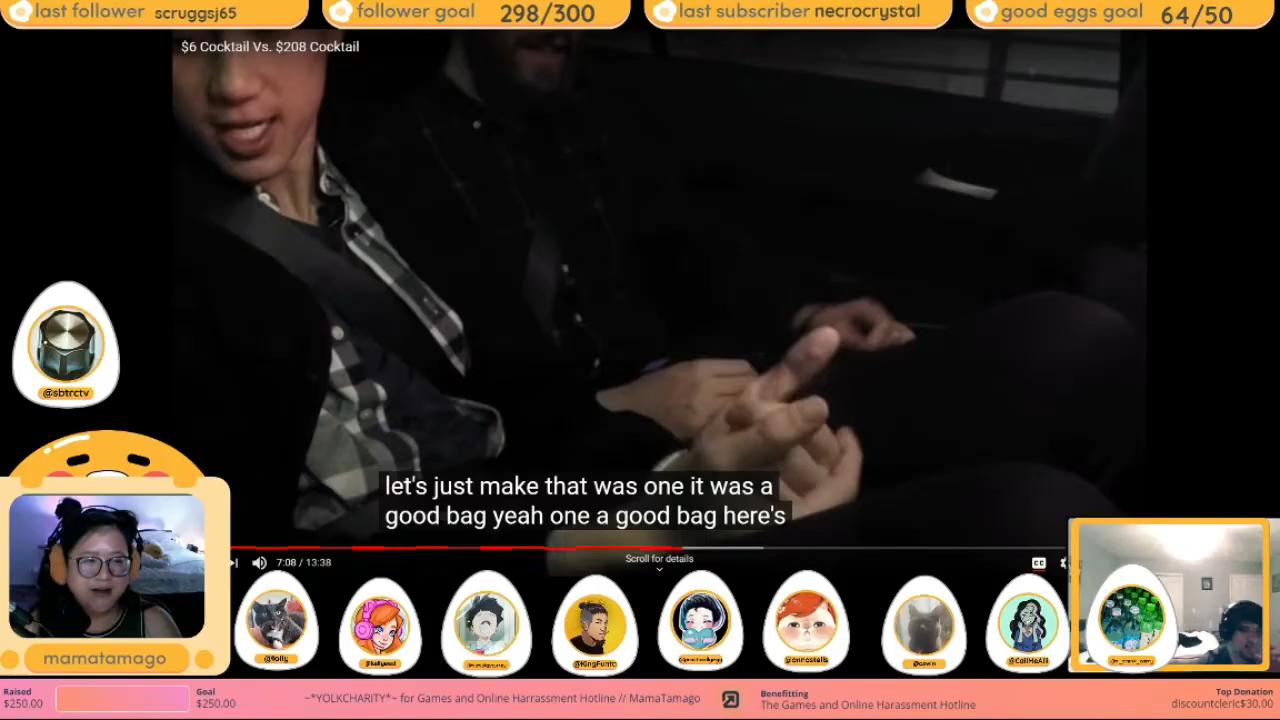 last follower scruggsj65
follower goal 298/300
last subscriber necrocrystal
good eggs goal 64/50
$6 Cocktail Vs. $208 Cocktail
@sbtrctv
let's just make that was one it was a
good bag yeah one a good bag here's
7:08 / 13:38
Scroll for details
CC
@KingFunto
@CallMeAlli
mamatamago
Raised
$250.00
Goal
$250.00
~*YOLKCHARITY*~ for Games and Online Harrassment Hotline // MamaTamago
Benefitting
The Games and Online Harassment Hotline
Top Donation
discountcleric$30.00